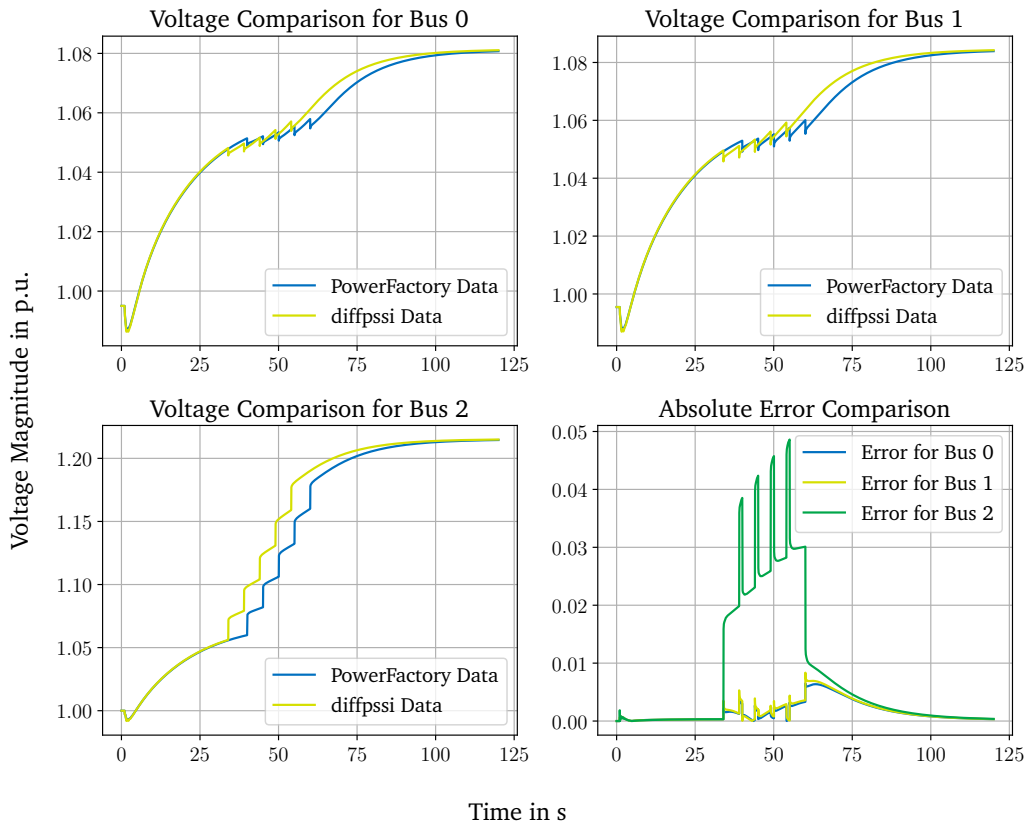 Voltage Comparison for Bus 0
1.08
1.06
1.04
1.02
1.00
PowerFactory Data
diffpssi Data
0 25 50 75 100 125
Voltage Comparison for Bus 1
1.08
1.06
1.04
1.02
1.00
PowerFactory Data
diffpssi Data
0 25 50 75 100 125
Voltage Magnitude in p.u.
Voltage Comparison for Bus 2
1.20
1.15
1.10
1.05
1.00
PowerFactory Data
diffpssi Data
0 25 50 75 100 125
Absolute Error Comparison
0.05
0.04
0.03
0.02
0.01
0.00
Error for Bus 0
Error for Bus 1
Error for Bus 2
0 25 50 75 100 125
Time in s